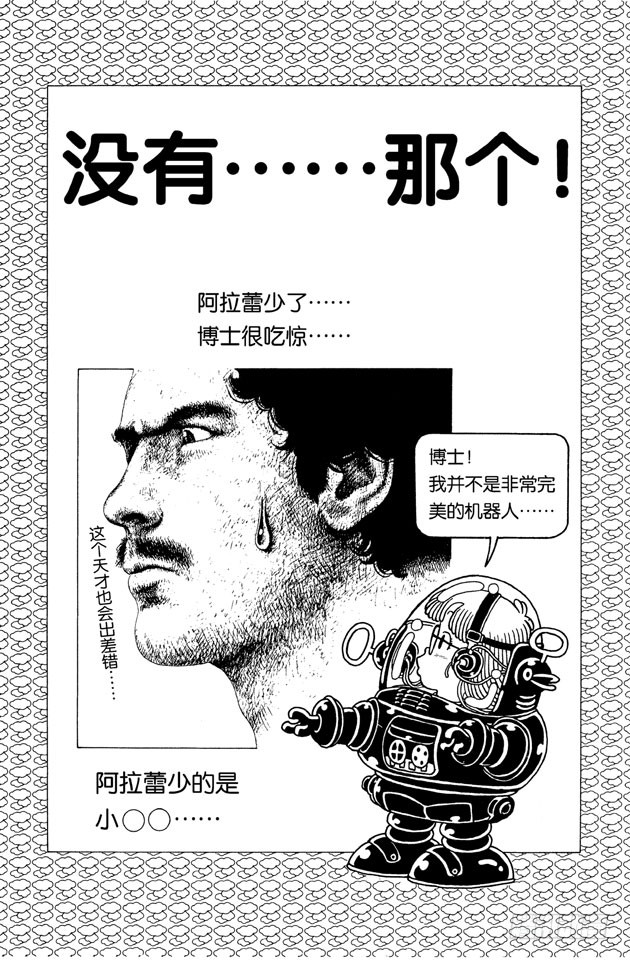 没有……那个!
阿拉蕾少了……
博士很吃惊……
博士!
我并不是非常完
美的机器人……
这个天才也会出差错……
阿拉蕾少的是
小〇〇……